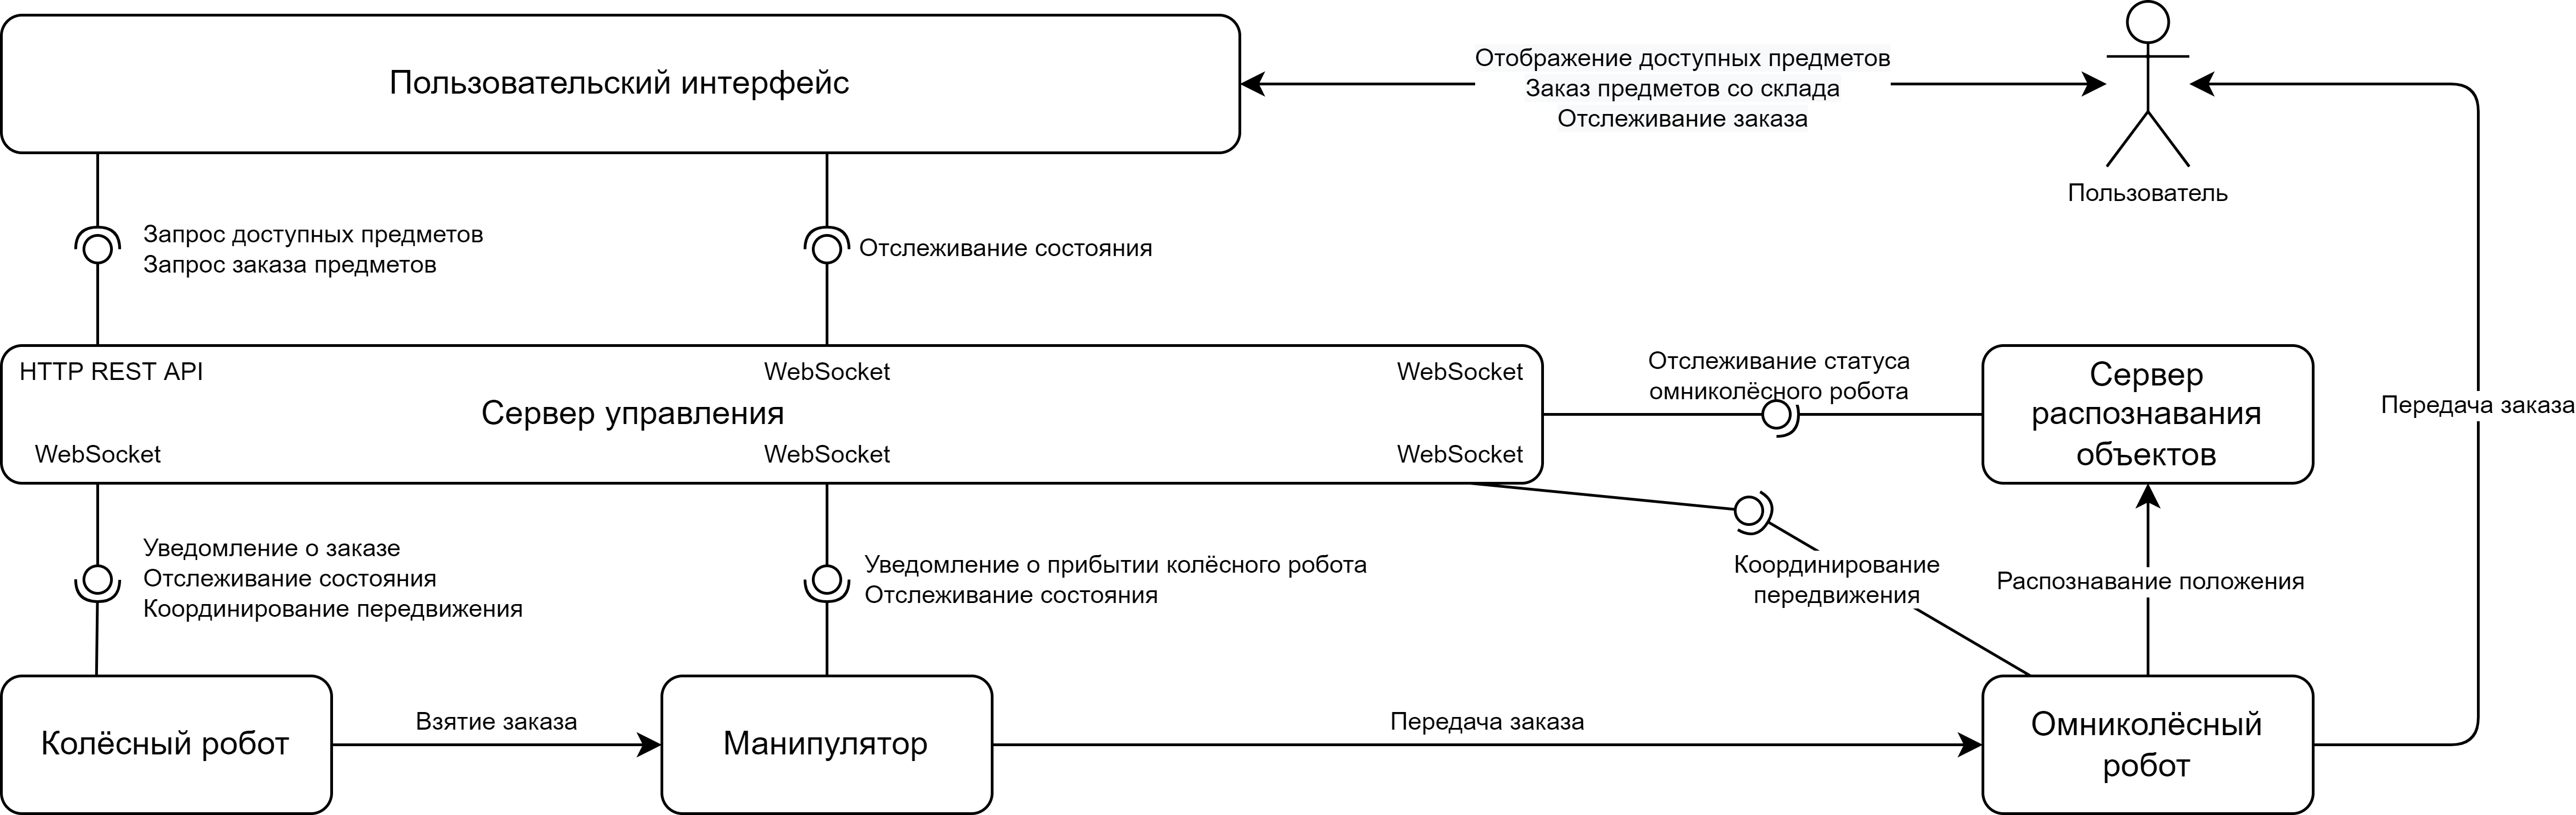 Пользовательский интерфейс
Отображение доступных предметов
Заказ предметов со склада
Отслеживание заказа
Пользователь
Запрос доступных предметов
Запрос заказа предметов
Отслеживание состояния
HTTP REST API
WebSocket
WebSocket
Сервер управления
WebSocket
WebSocket
WebSocket
Отслеживание статуса
омниколёсного робота
Сервер
распознавания
объектов
Передача заказа
Уведомление о заказе
Отслеживание состояния
Координирование передвижения
Уведомление о прибытии колёсного робота
Отслеживание состояния
Координирование
передвижения
Распознавание положения
Колёсный робот
Взятие заказа
Манипулятор
Передача заказа
Омниколёсный
робот